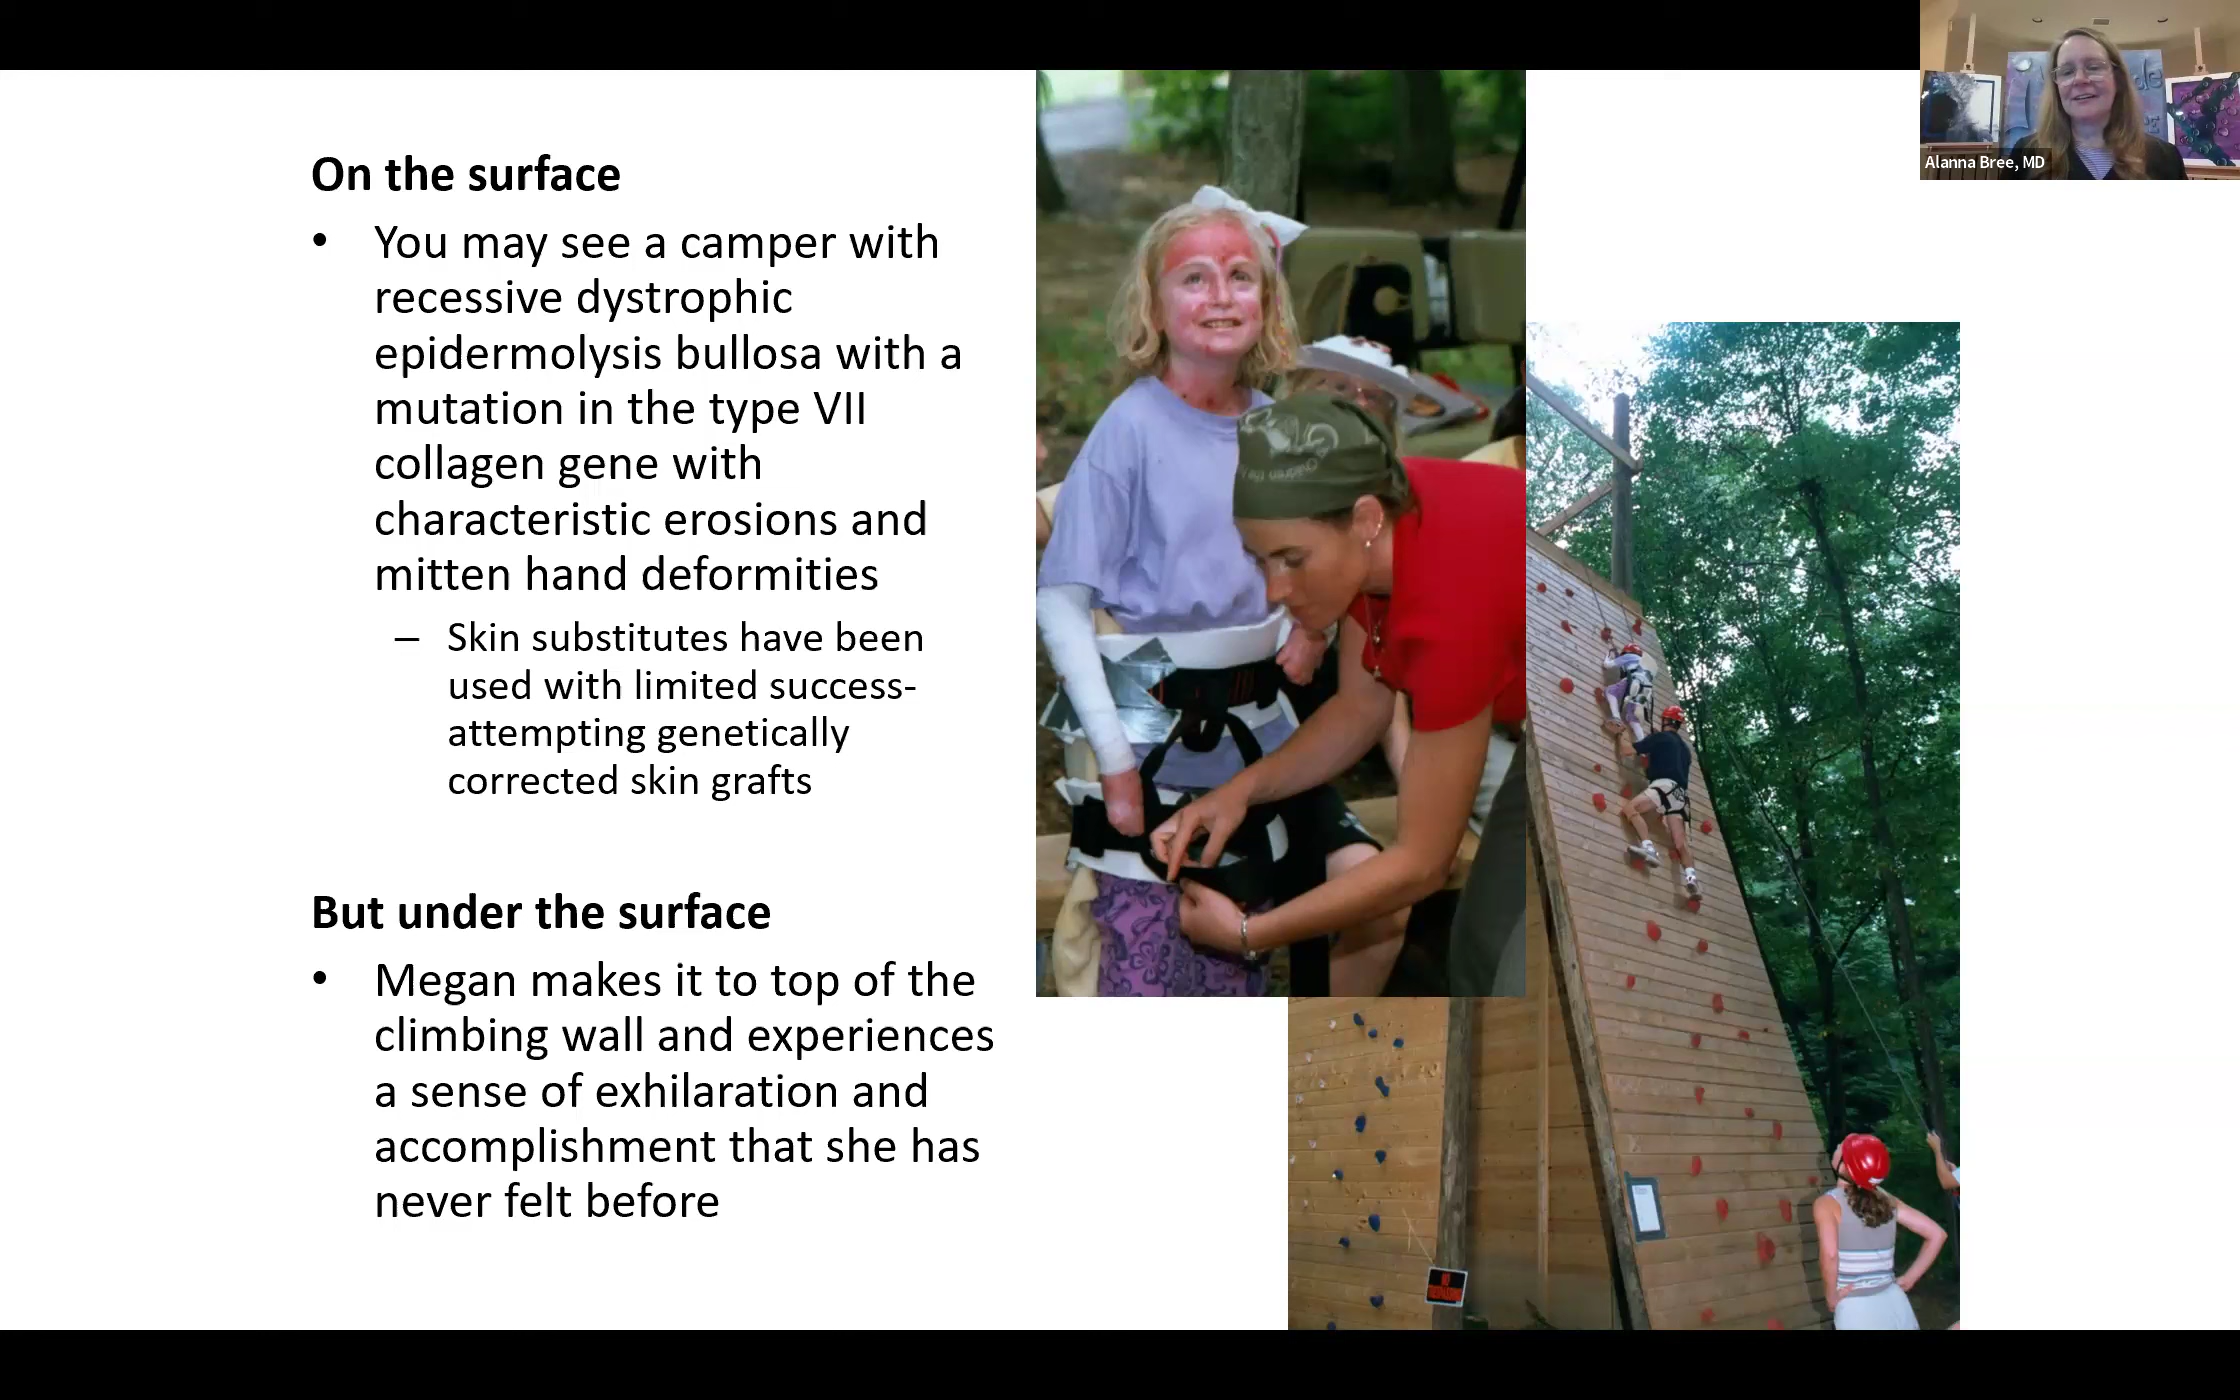 Alanna Bree, MD
On the surface
• You may see a camper with
recessive dystrophic
epidermolysis bullosa with a
mutation in the type VII
collagen gene with
characteristic erosions and
mitten hand deformities
– Skin substitutes have been
used with limited success-
attempting genetically
corrected skin grafts
But under the surface
• Megan makes it to top of the
climbing wall and experiences
a sense of exhilaration and
accomplishment that she has
never felt before
NO